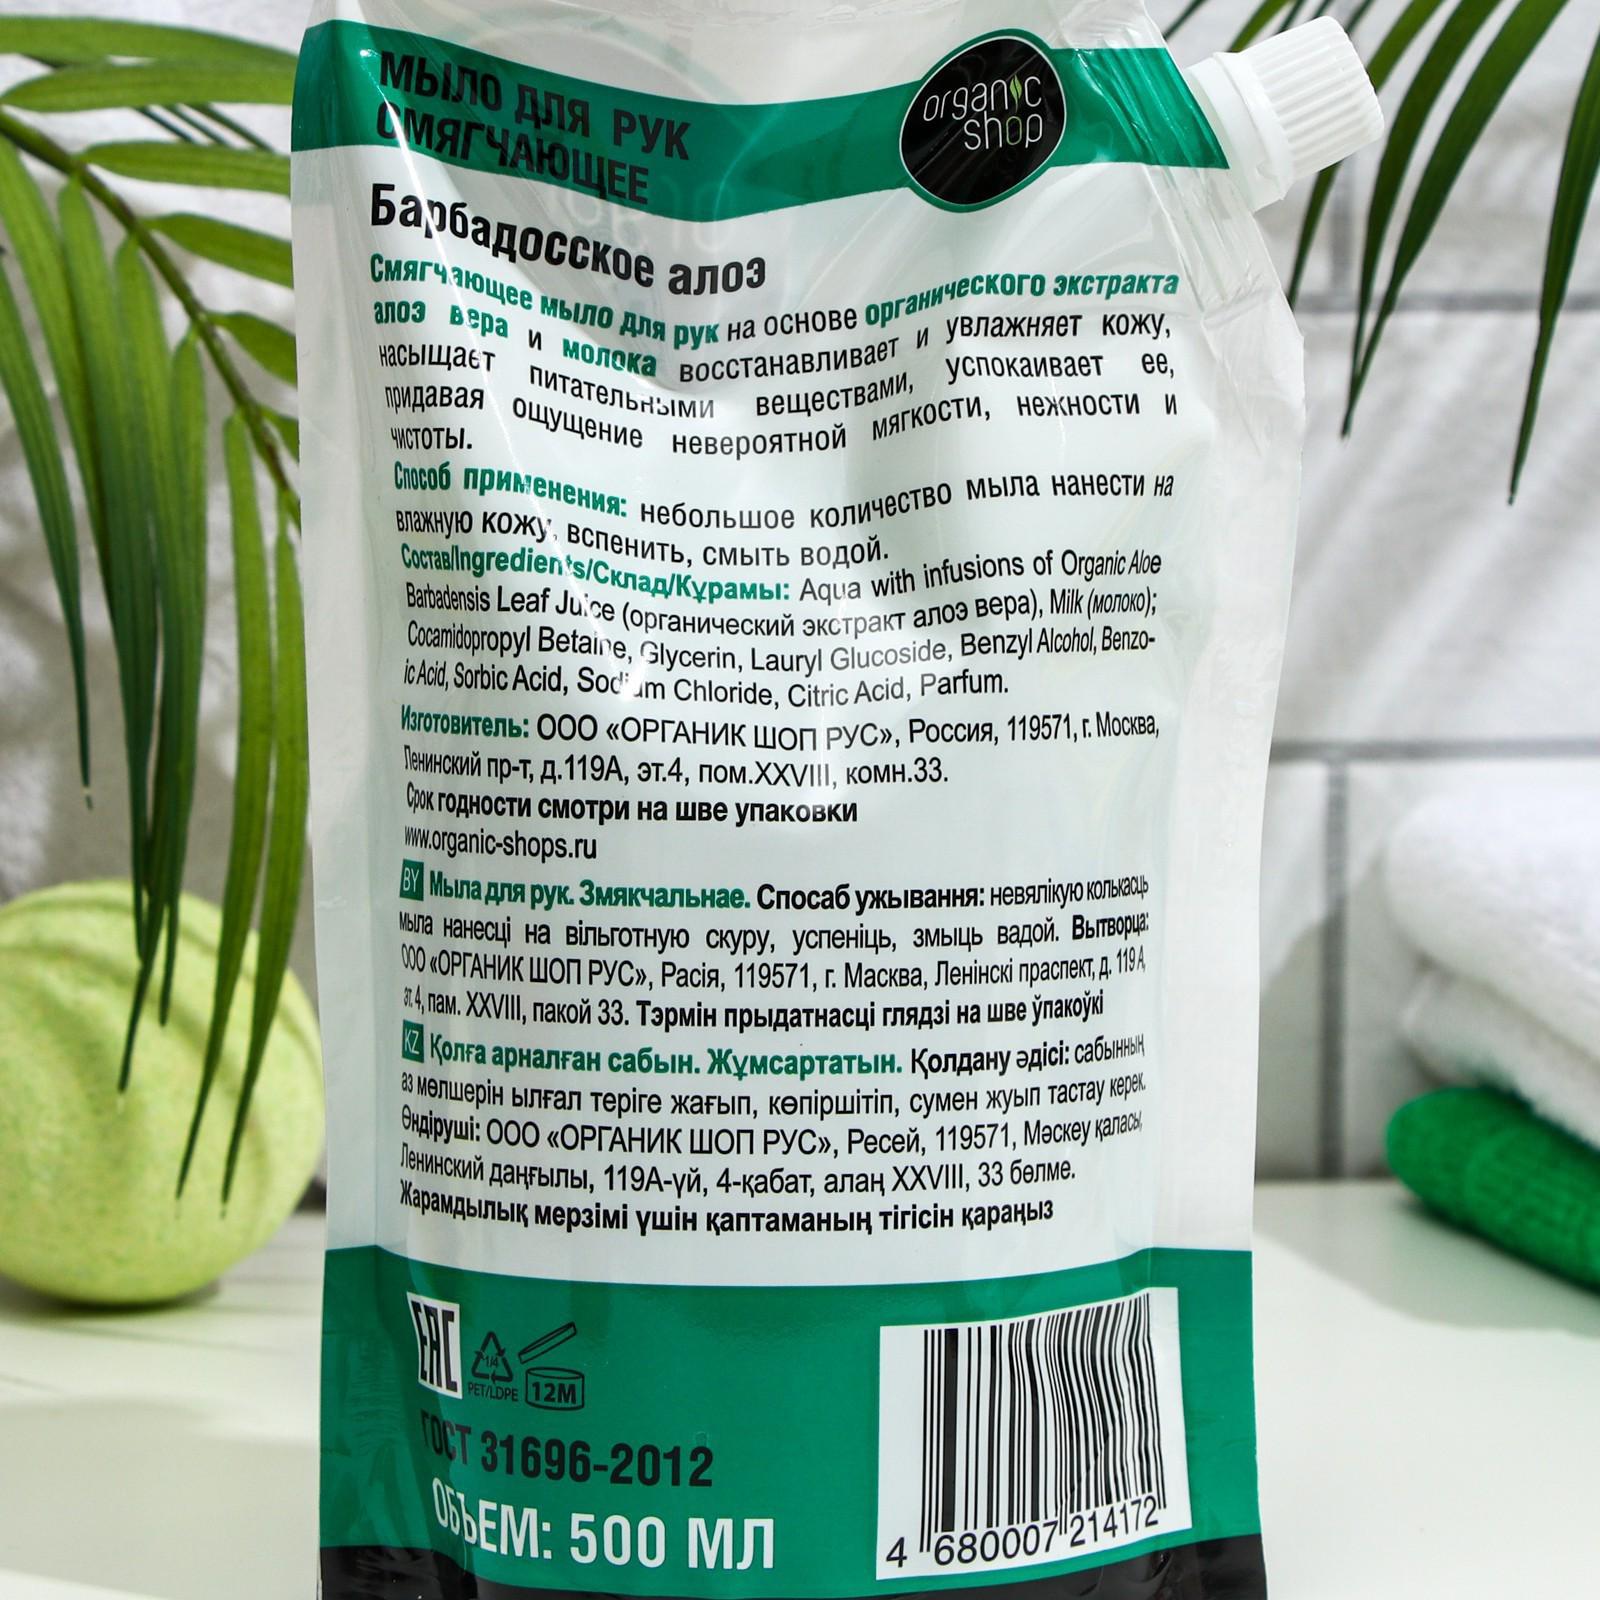 МЫЛО ДЛЯ РУК
СМЯГЧАЮЩЕЕ
organic
shop
Барбадосское алоэ
Смягчающее мыло для рук на основе органического экстракта
алоэ вера и молока восстанавливает и увлажняет кожу,
насыщает питательными веществами, успокаивает ее,
придавая ощущение невероятной мягкости, нежности и
чистоты.
Способ применения: небольшое количество мыла нанести на
влажную кожу, вспенить, смыть водой.
Состав/Ingredients/Склад/Құрамы: Aqua with infusions of Organic Aloe
Barbadensis Leaf Juice (органический экстракт алоэ вера), Milk (молоко);
Cocamidopropyl Betaine, Glycerin, Lauryl Glucoside, Benzyl Alcohol, Benzo-
ic Acid, Sorbic Acid, Sodium Chloride, Citric Acid, Parfum.
Изготовитель: ООО «ОРГАНИК ШОП РУС», Россия, 119571, г. Москва,
Ленинский пр-т, д.119А, эт.4, пом.XXVIII, комн.33.
Срок годности смотри на шве упаковки
www.organic-shops.ru
BY Мыла для рук. Змякчальнае. Спосаб ужывання: невялікую колькасць
мыла нанесці на вільготную скуру, успеніць, змыць вадой. Вытворца:
ООО «ОРГАНИК ШОП РУС», Расія, 119571, г. Масква, Ленінскі праспект, д. 119 А,
эт. 4, пам. XXVIII, пакой 33. Тэрмін прыдатнасці глядзі на шве ўпакоўкі
KZ Қолға арналған сабын. Жұмсартатын. Қолдану әдісі: сабынның
аз мөлшерін ылғал теріге жағып, көпіршітіп, сумен жуып тастау керек.
Өндіруші: ООО «ОРГАНИК ШОП РУС», Ресей, 119571, Мәскеу қаласы,
Ленинский даңғылы, 119А-үй, 4-қабат, алаң XXVIII, 33 бөлме.
Жарамдылық мерзімі үшін қаптаманың тігісін қараңыз
EAC
1/4
PET/LDPE
12M
ГОСТ 31696-2012
ОБЪЕМ: 500 МЛ
4 680007 214172